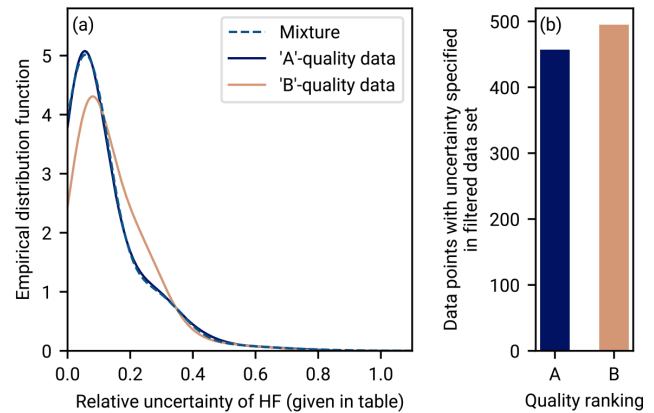 (a)
Mixture
'A'-quality data
'B'-quality data
Empirical distribution function
5
4
3
2
1
0
0.0 0.2 0.4 0.6 0.8 1.0
Relative uncertainty of HF (given in table)
(b)
Data points with uncertainty specified
in filtered data set
500
400
300
200
100
0
A B
Quality ranking